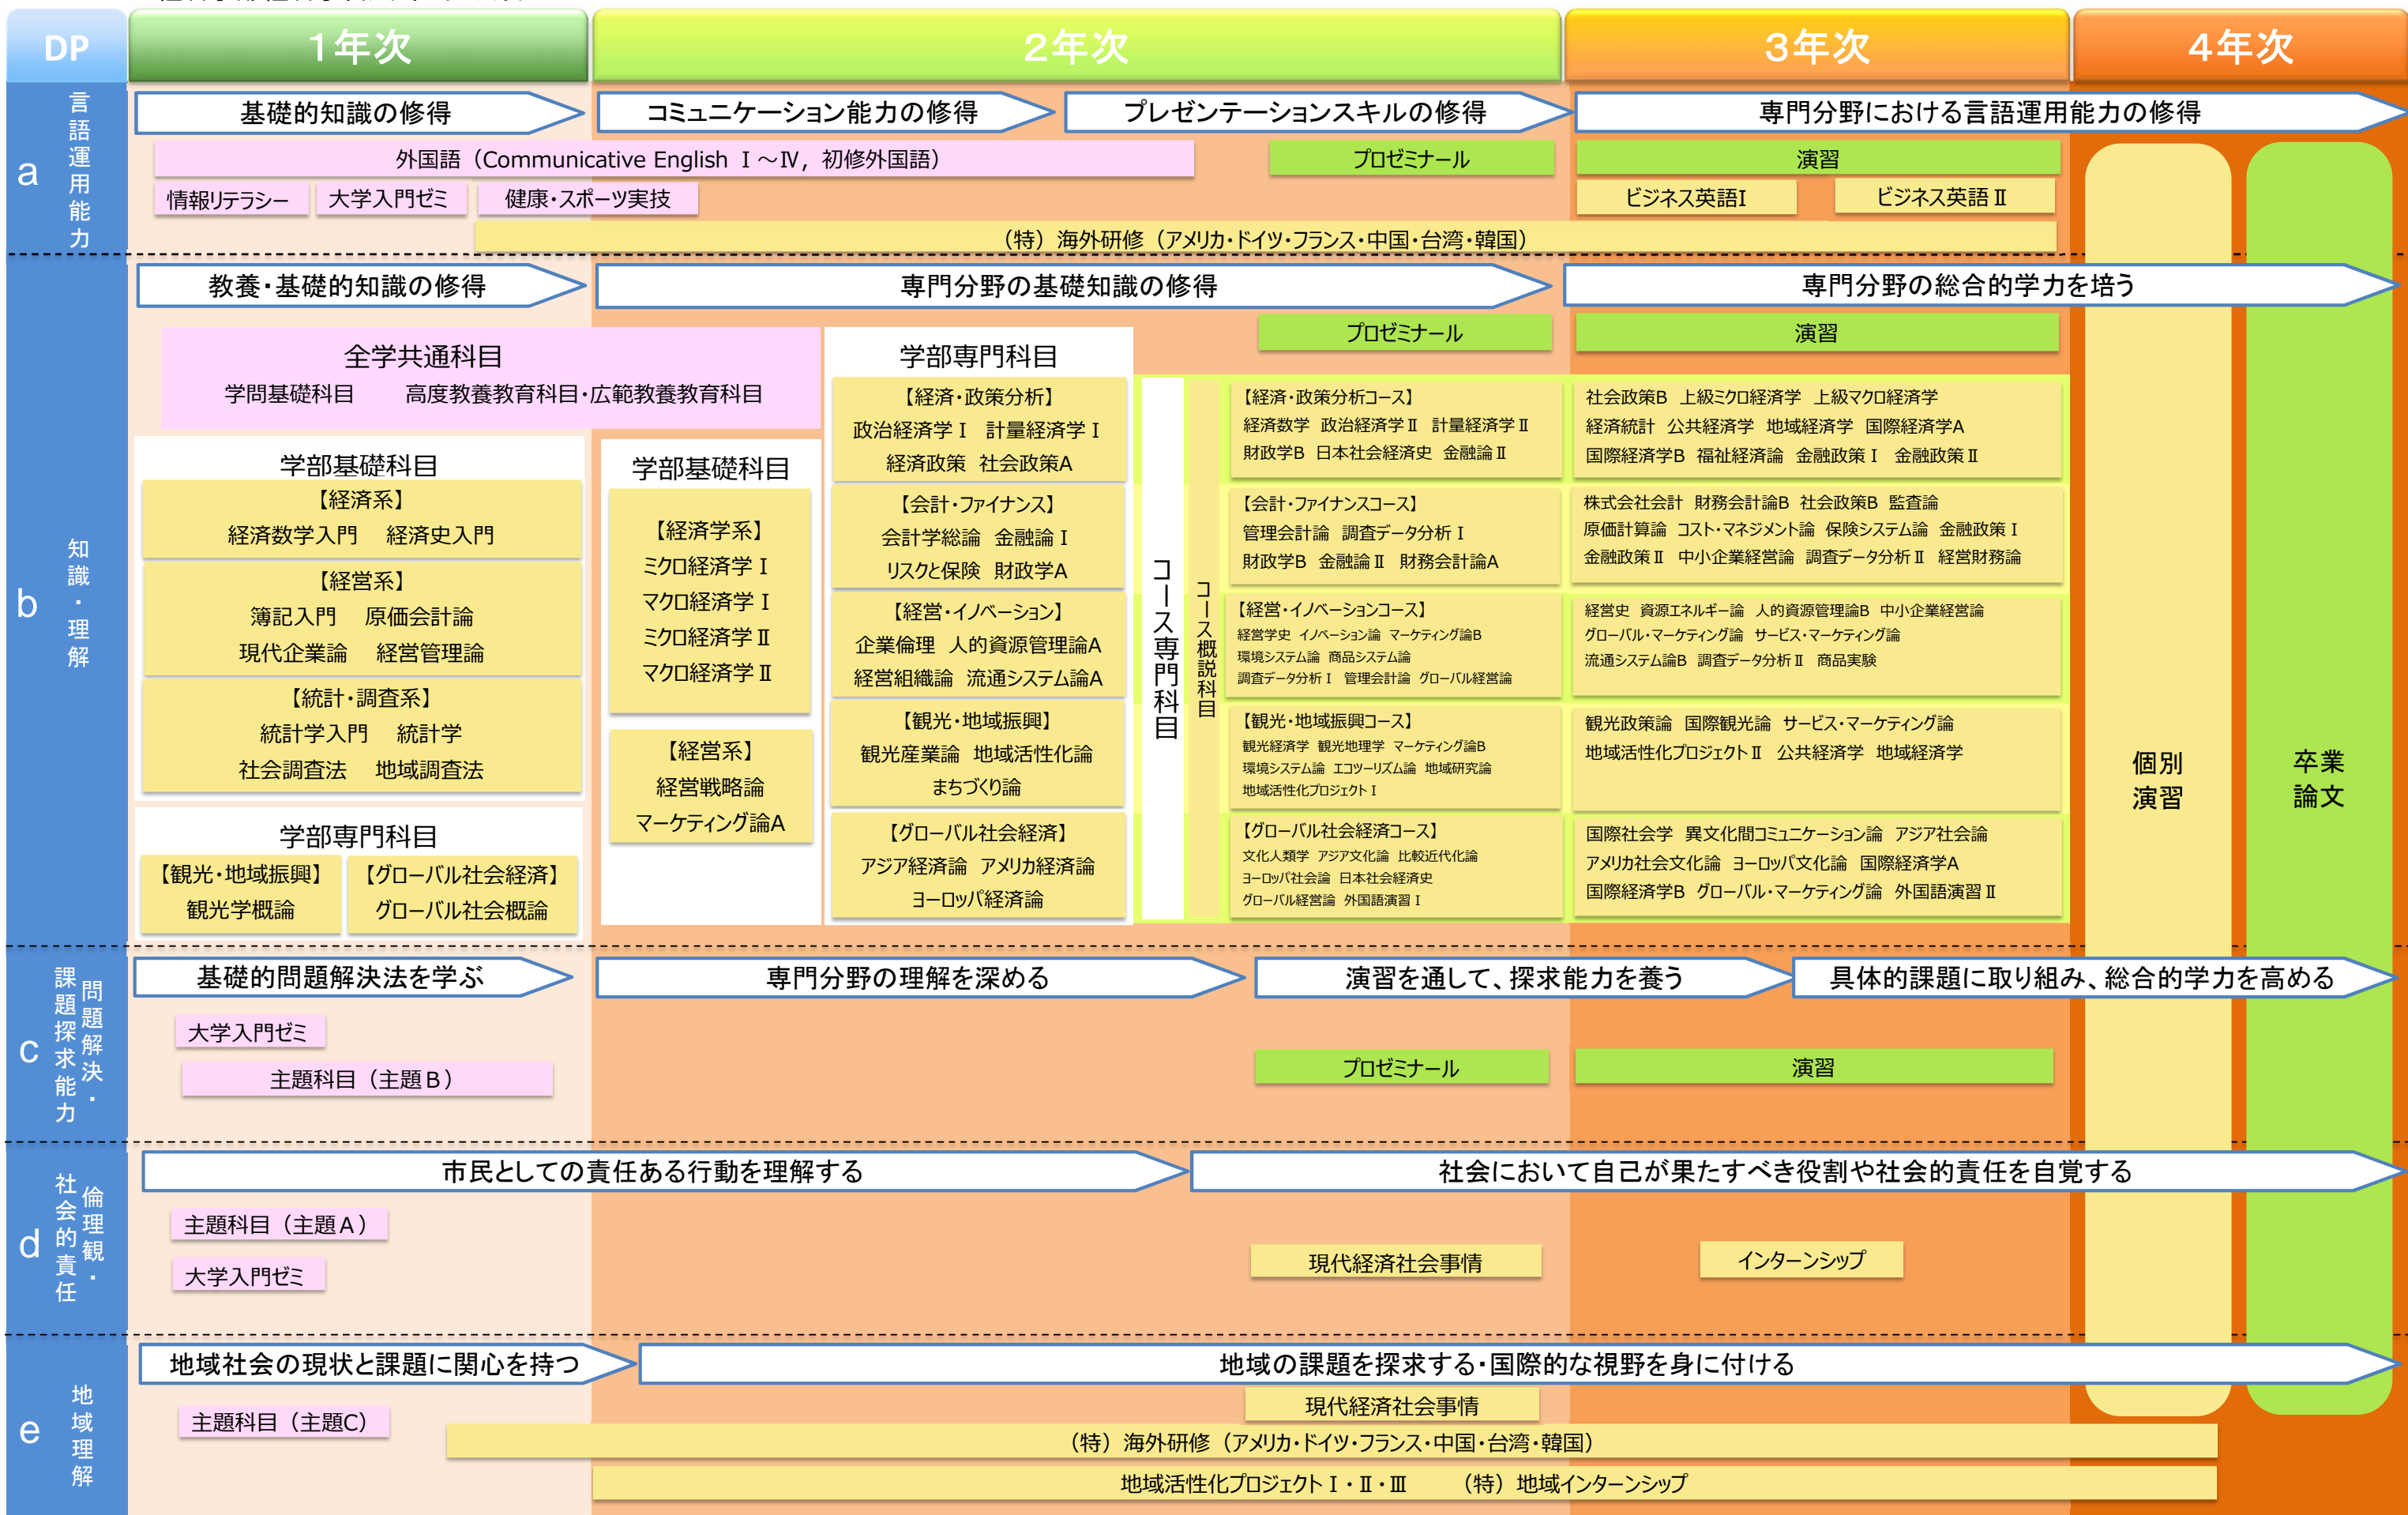 DP
1年次
2年次
3年次
4年次
a
言語運用能力
基礎的知識の修得
コミュニケーション能力の修得
プレゼンテーションスキルの修得
専門分野における言語運用能力の修得
外国語（Communicative English Ⅰ～Ⅳ，初修外国語）
プロゼミナール
演習
情報リテラシー
大学入門ゼミ
健康・スポーツ実技
ビジネス英語Ⅰ
ビジネス英語Ⅱ
（特）海外研修（アメリカ・ドイツ・フランス・中国・台湾・韓国）
b
知識・理解
教養・基礎的知識の修得
専門分野の基礎知識の修得
専門分野の総合的学力を培う
プロゼミナール
演習
全学共通科目
学問基礎科目　高度教養教育科目・広範教養教育科目
学部基礎科目
【経済系】
経済数学入門　経済史入門
【経営系】
簿記入門　原価会計論
現代企業論　経営管理論
【統計・調査系】
統計学入門　統計学
社会調査法　地域調査法
学部専門科目
【観光・地域振興】
観光学概論
【グローバル社会経済】
グローバル社会概論
学部基礎科目
【経済学系】
ミクロ経済学Ⅰ
マクロ経済学Ⅰ
ミクロ経済学Ⅱ
マクロ経済学Ⅱ
【経営系】
経営戦略論
マーケティング論A
学部専門科目
【経済・政策分析】
政治経済学Ⅰ　計量経済学Ⅰ
経済政策　社会政策A
【会計・ファイナンス】
会計学総論　金融論Ⅰ
リスクと保険　財政学A
【経営・イノベーション】
企業倫理　人的資源管理論A
経営組織論　流通システム論A
【観光・地域振興】
観光産業論　地域活性化論
まちづくり論
【グローバル社会経済】
アジア経済論　アメリカ経済論
ヨーロッパ経済論
コース専門科目
コース概説科目
【経済・政策分析コース】
経済数学　政治経済学Ⅱ　計量経済学Ⅱ
財政学B　日本社会経済史　金融論Ⅱ
社会政策B　上級ミクロ経済学　上級マクロ経済学
経済統計　公共経済学　地域経済学　国際経済学A
国際経済学B　福祉経済論　金融政策Ⅰ　金融政策Ⅱ
【会計・ファイナンスコース】
管理会計論　調査データ分析Ⅰ
財政学B　金融論Ⅱ　財務会計論A
株式会社会計　財務会計論B　社会政策B　監査論
原価計算論　コスト・マネジメント論　保険システム論　金融政策Ⅰ
金融政策Ⅱ　中小企業経営論　調査データ分析Ⅱ　経営財務論
【経営・イノベーションコース】
経営学史　イノベーション論　マーケティング論B
環境システム論　商品システム論
調査データ分析Ⅰ　管理会計論　グローバル経営論
経営史　資源エネルギー論　人的資源管理論B　中小企業経営論
グローバル・マーケティング論　サービス・マーケティング論
流通システム論B　調査データ分析Ⅱ　商品実験
【観光・地域振興コース】
観光経済学　観光地理学　マーケティング論B
環境システム論　エコツーリズム論　地域研究論
地域活性化プロジェクトⅠ
観光政策論　国際観光論　サービス・マーケティング論
地域活性化プロジェクトⅡ　公共経済学　地域経済学
【グローバル社会経済コース】
文化人類学　アジア文化論　比較近代化論
ヨーロッパ社会論　日本社会経済史
グローバル経営論　外国語演習Ⅰ
国際社会学　異文化間コミュニケーション論　アジア社会論
アメリカ社会文化論　ヨーロッパ文化論　国際経済学A
国際経済学B　グローバル・マーケティング論　外国語演習Ⅱ
個別
演習
卒業
論文
c
問題解決・
課題探求能力
基礎的問題解決法を学ぶ
専門分野の理解を深める
演習を通して、探求能力を養う
具体的課題に取り組み、総合的学力を高める
大学入門ゼミ
主題科目（主題B）
プロゼミナール
演習
d
倫理観・
社会的責任
市民としての責任ある行動を理解する
社会において自己が果たすべき役割や社会的責任を自覚する
主題科目（主題A）
大学入門ゼミ
現代経済社会事情
インターンシップ
e
地域理解
地域社会の現状と課題に関心を持つ
地域の課題を探求する・国際的な視野を身に付ける
主題科目（主題C）
現代経済社会事情
（特）海外研修（アメリカ・ドイツ・フランス・中国・台湾・韓国）
地域活性化プロジェクトⅠ・Ⅱ・Ⅲ　（特）地域インターンシップ